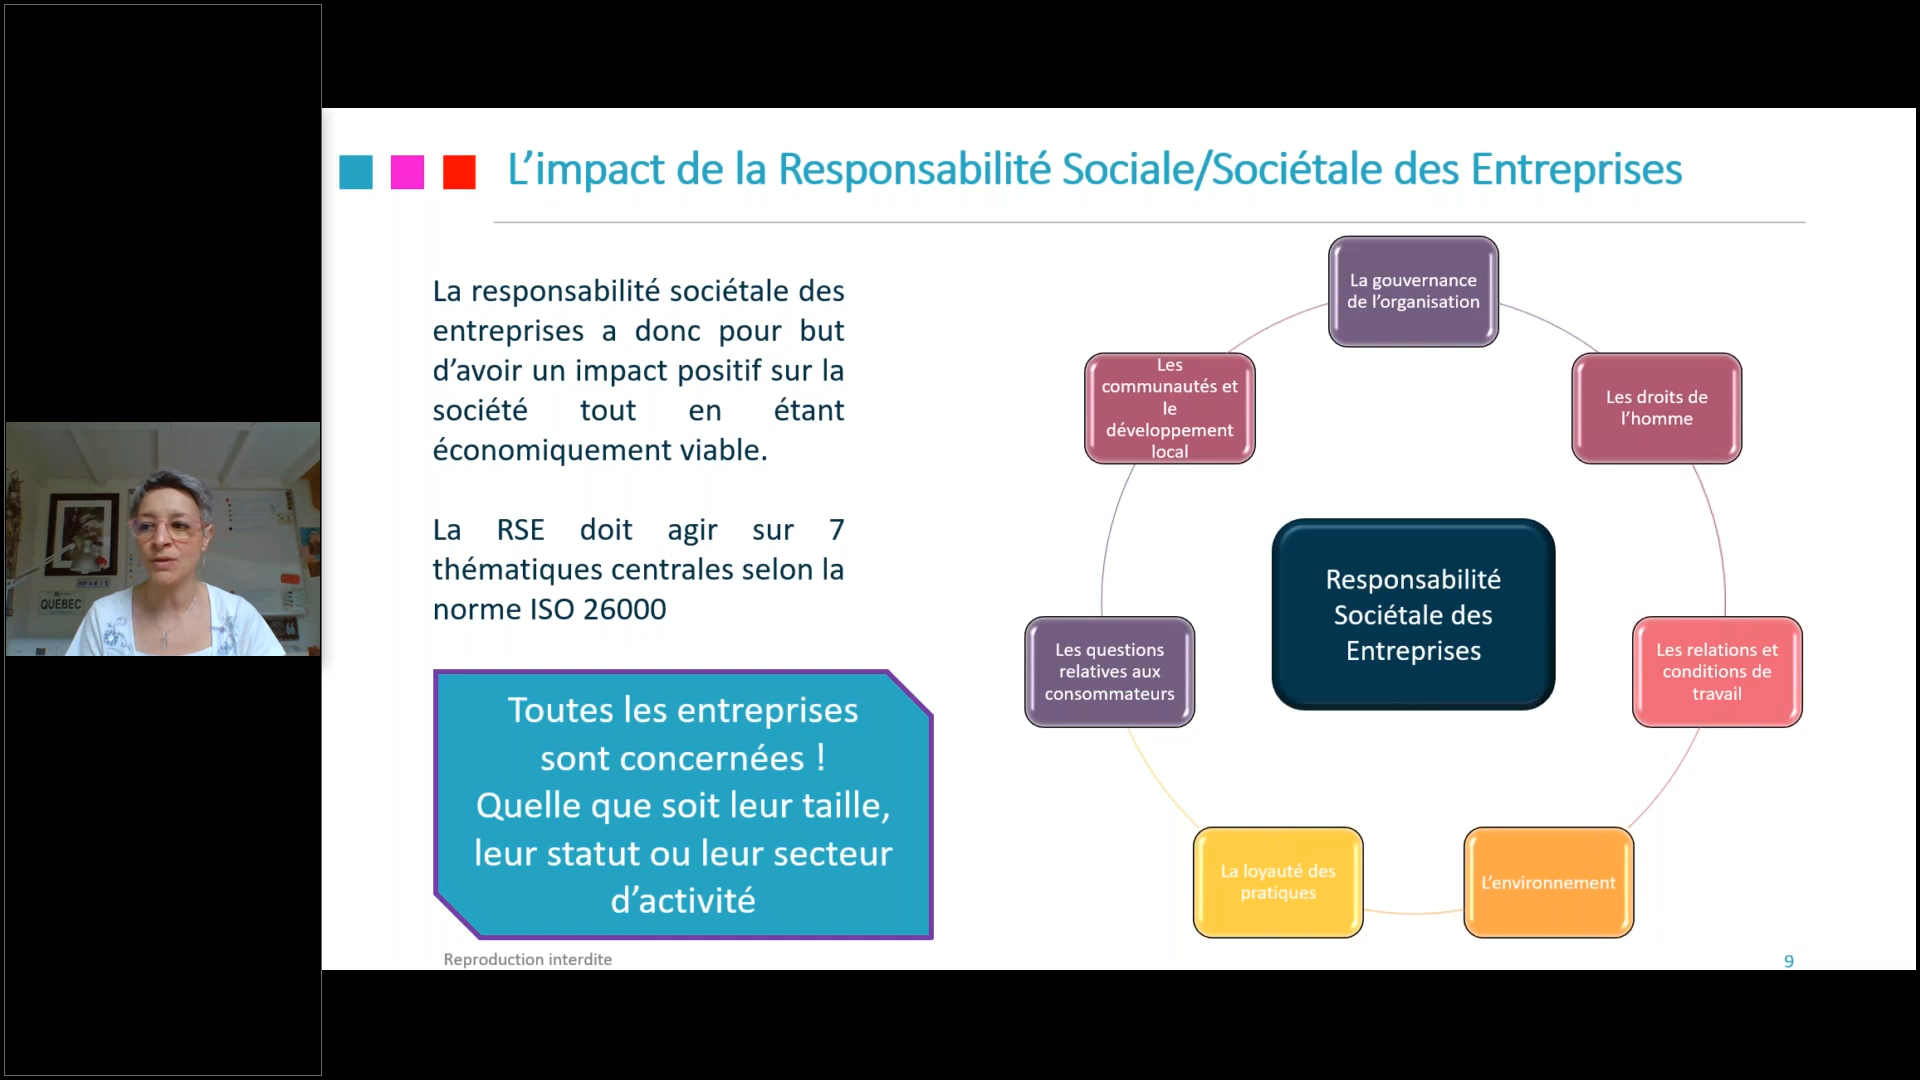 L’impact de la Responsabilité Sociale/Sociétale des Entreprises
La responsabilité sociétale des
entreprises a donc pour but
d’avoir un impact positif sur la
société tout en étant
économiquement viable.
La RSE doit agir sur 7
thématiques centrales selon la
norme ISO 26000
Toutes les entreprises
sont concernées !
Quelle que soit leur taille,
leur statut ou leur secteur
d’activité
La gouvernance
de l’organisation
Les droits de
l’homme
Les relations et
conditions de
travail
L’environnement
La loyauté des
pratiques
Les questions
relatives aux
consommateurs
Les
communautés et
le
développement
local
Responsabilité
Sociétale des
Entreprises
Reproduction interdite
9
PARIS
QUÉBEC